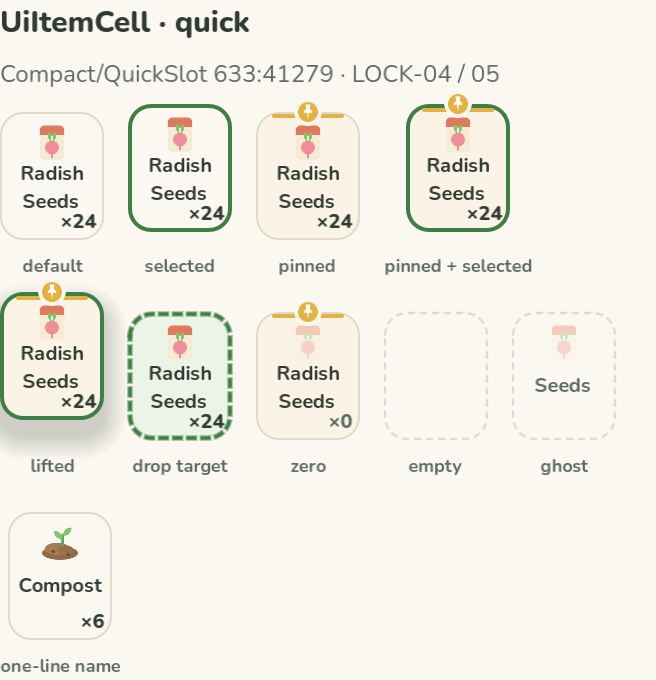 UiItemCell · quick
Compact/QuickSlot 633:41279 · LOCK-04 / 05
Radish
Seeds
×24
default
Radish
Seeds
×24
selected
Radish
Seeds
×24
pinned
Radish
Seeds
×24
pinned + selected
Radish
Seeds
×24
lifted
Radish
Seeds
×24
drop target
Radish
Seeds
×0
zero
empty
Seeds
ghost
Compost
×6
one-line name